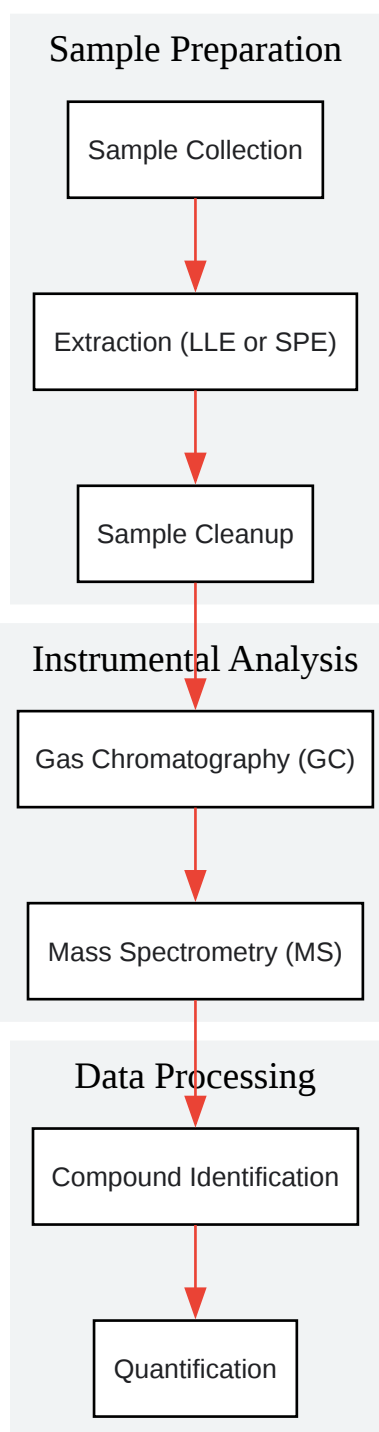 Sample Preparation
Sample Collection
Extraction (LLE or SPE)
Sample Cleanup
Instrumental Analysis
Gas Chromatography (GC)
Mass Spectrometry (MS)
Data Processing
Compound Identification
Quantification